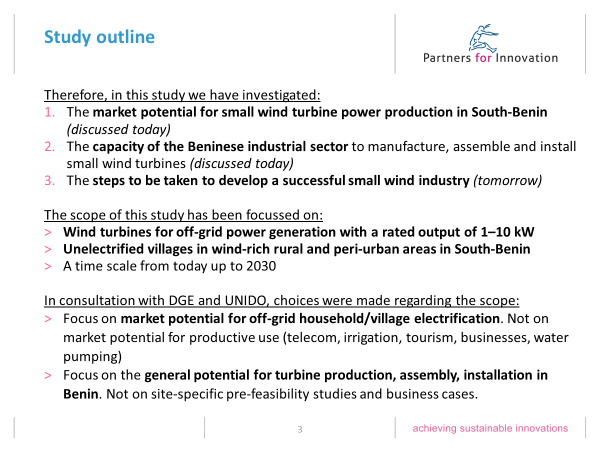 Study outline
Partners for Innovation
Therefore, in this study we have investigated:
1. The market potential for small wind turbine power production in South-Benin
(discussed today)
2. The capacity of the Beninese industrial sector to manufacture, assemble and install
small wind turbines (discussed today)
3. The steps to be taken to develop a successful small wind industry (tomorrow)
The scope of this study has been focussed on:
> Wind turbines for off-grid power generation with a rated output of 1–10 kW
> Unelectrified villages in wind-rich rural and peri-urban areas in South-Benin
> A time scale from today up to 2030
In consultation with DGE and UNIDO, choices were made regarding the scope:
> Focus on market potential for off-grid household/village electrification. Not on
market potential for productive use (telecom, irrigation, tourism, businesses, water
pumping)
> Focus on the general potential for turbine production, assembly, installation in
Benin. Not on site-specific pre-feasibility studies and business cases.
3
achieving sustainable innovations